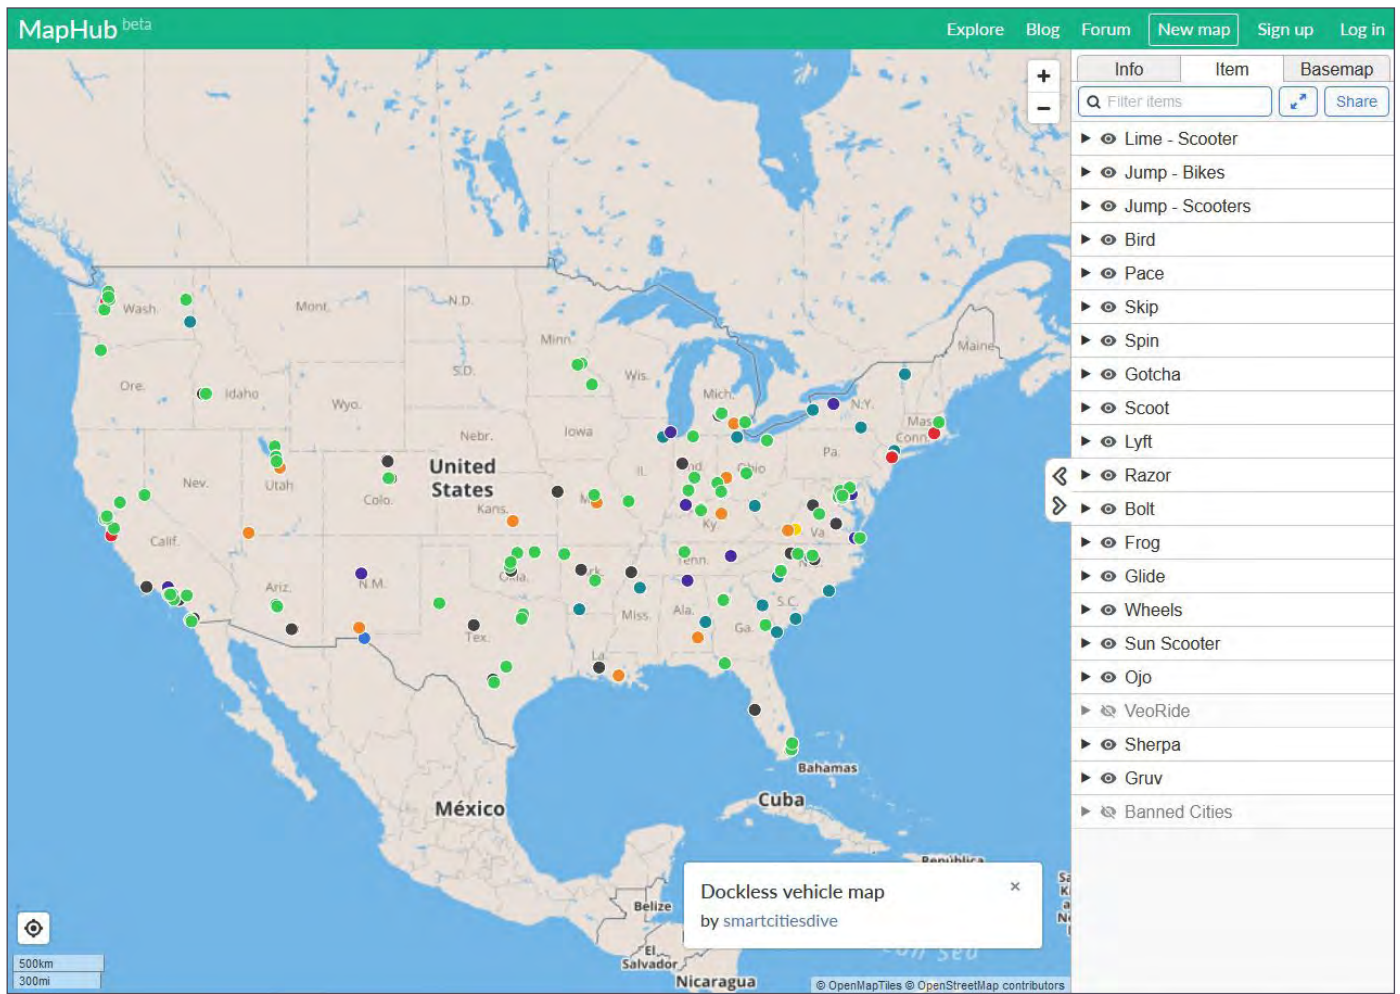 MapHub beta
Explore Blog Forum New map Sign up Log in
Info Item Basemap
Filter items Share
Lime - Scooter
Jump - Bikes
Jump - Scooters
Bird
Pace
Skip
Spin
Gotcha
Scoot
Lyft
Razor
Bolt
Frog
Glide
Wheels
Sun Scooter
Ojo
VeoRide
Sherpa
Gruv
Banned Cities
+
−
Wash.
Mont.
N.D.
Minn.
Maine
Ore.
Idaho
S.D.
Wis.
Mich.
N.Y.
Wyo.
Mass.
Conn.
Nebr.
Iowa
Pa.
United
States
Nev.
Utah
Colo.
Il.
Ohio
Kans.
Ky.
Va.
Calif.
Okla.
Tenn.
Ariz.
N.M.
Ark.
S.C.
Tex.
Miss.
Ala.
Ga.
La.
Bahamas
México
Cuba
República
Belize
El
Salvador
Nicaragua
Dockless vehicle map ×
by smartcitiesdive
500km
300mi
© OpenMapTiles © OpenStreetMap contributors